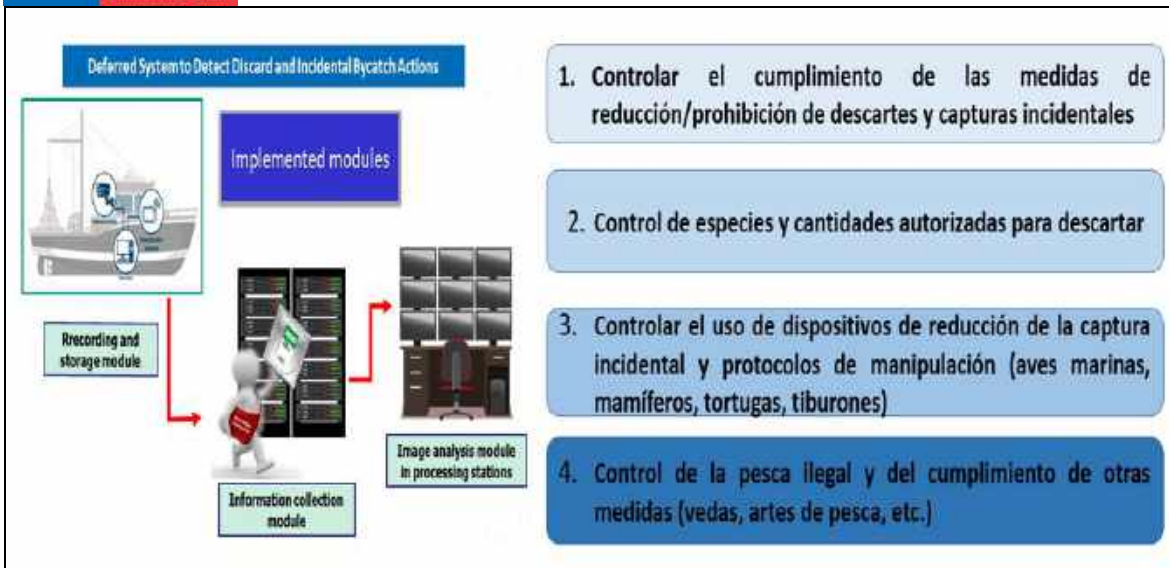 Deferred System to Detect Discard and Incidental Bycatch Actions
Implemented modules
Rrecording and
storage module
Information collection
module
Image analysis module
in processing stations
1. Controlar el cumplimiento de las medidas de
reducción/prohibición de descartes y capturas incidentales
2. Control de especies y cantidades autorizadas para descartar
3. Controlar el uso de dispositivos de reducción de la captura
incidental y protocolos de manipulación (aves marinas,
mamíferos, tortugas, tiburones)
4. Control de la pesca ilegal y del cumplimiento de otras
medidas (vedas, artes de pesca, etc.)